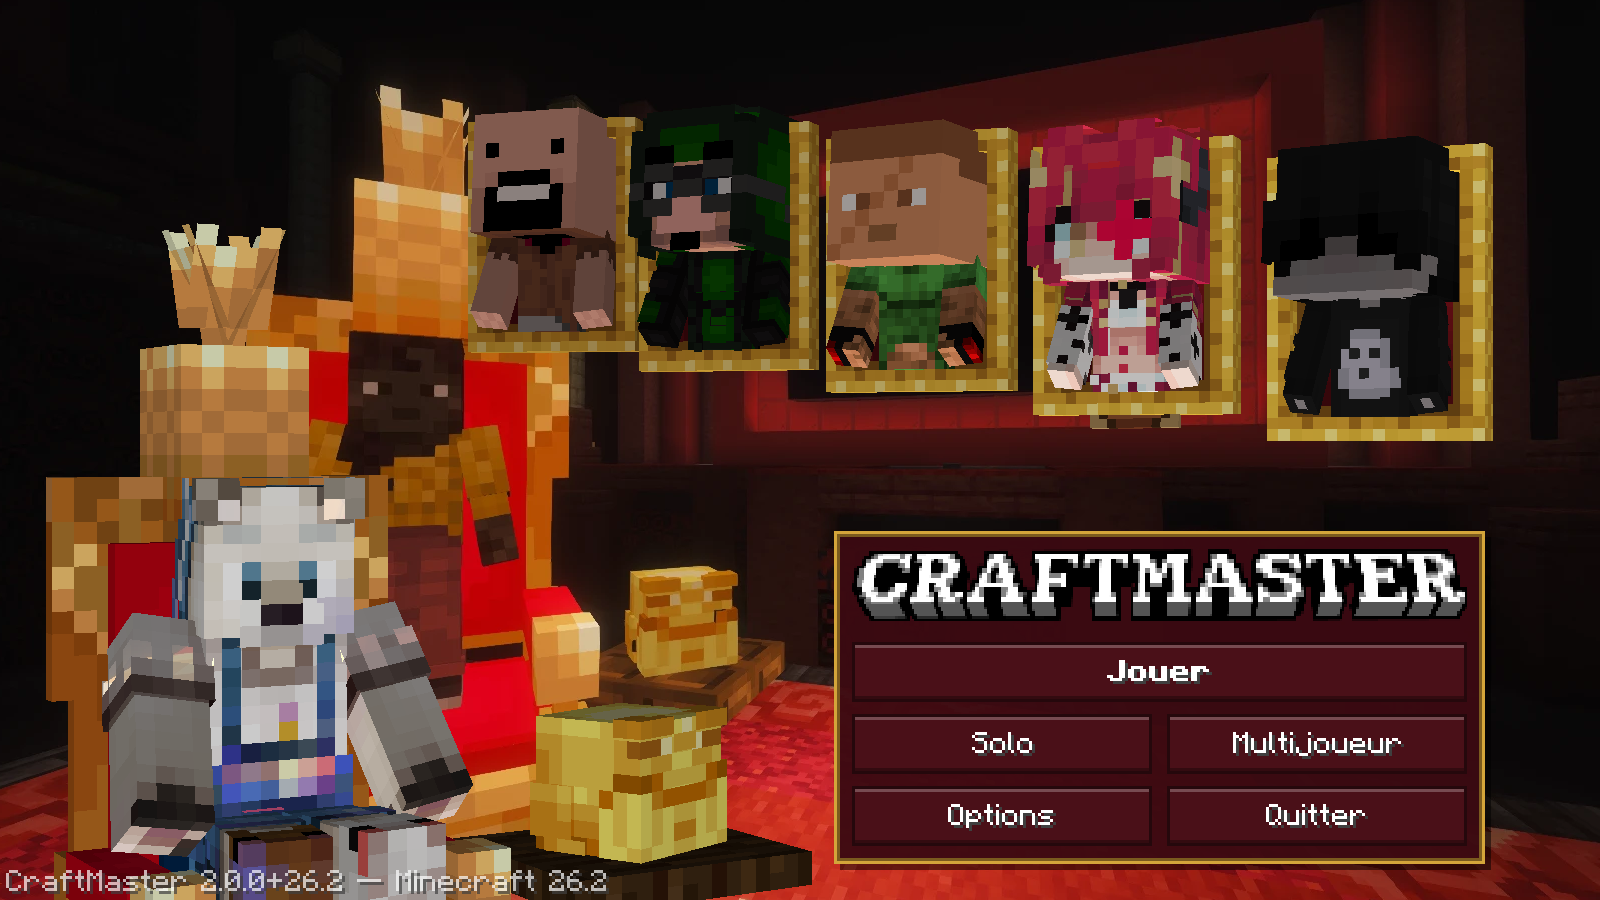 CRAFTMASTER
Jouer
Solo
Multijoueur
Options
Quitter
CraftMaster 2.0.0+26.2 — Minecraft 26.2